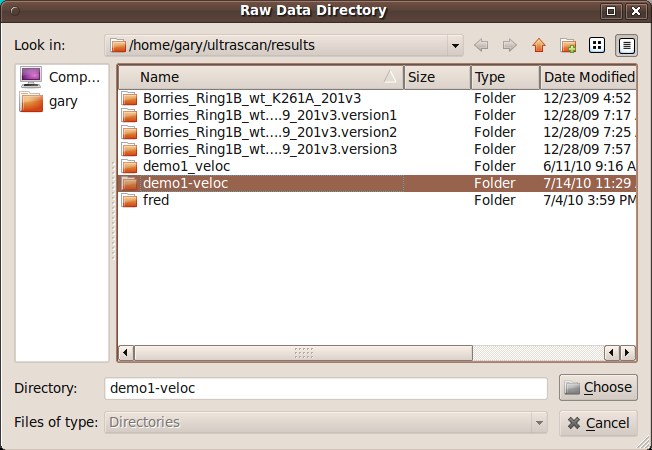 Raw Data Directory
Look in: /home/gary/ultrascan/results
Comp...
gary
Name Size Type Date Modified
Borries_Ring1B_wt_K261A_201v3 Folder 12/23/09 4:52
Borries_Ring1B_wt....9_201v3.version1 Folder 12/28/09 7:17
Borries_Ring1B_wt....9_201v3.version2 Folder 12/28/09 7:25
Borries_Ring1B_wt....9_201v3.version3 Folder 12/28/09 7:57
demo1_veloc Folder 6/11/10 9:16 A
demo1-veloc Folder 7/14/10 11:29
fred Folder 7/4/10 3:59 PM
Directory: demo1-veloc Choose
Files of type: Directories Cancel